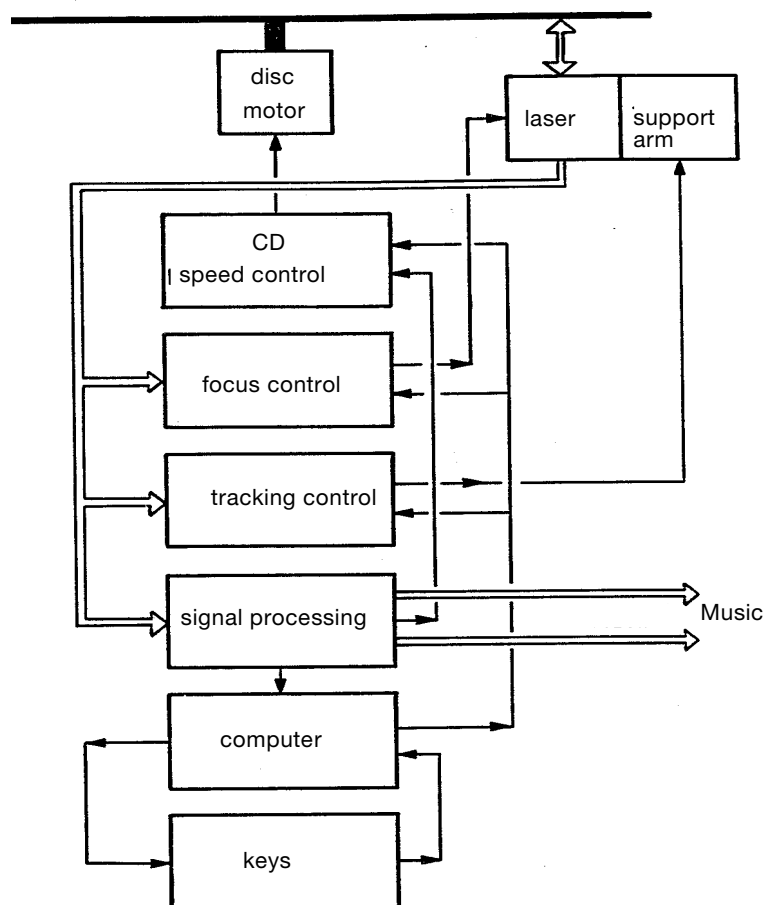 disc
motor
laser
support
arm
CD
speed control
focus control
tracking control
signal processing
Music
computer
keys